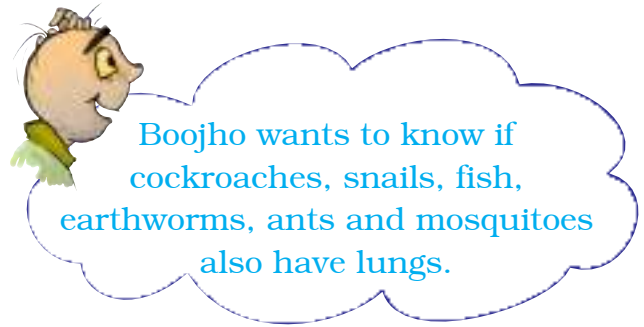 Boojho wants to know if
cockroaches, snails, fish,
earthworms, ants and mosquitoes
also have lungs.